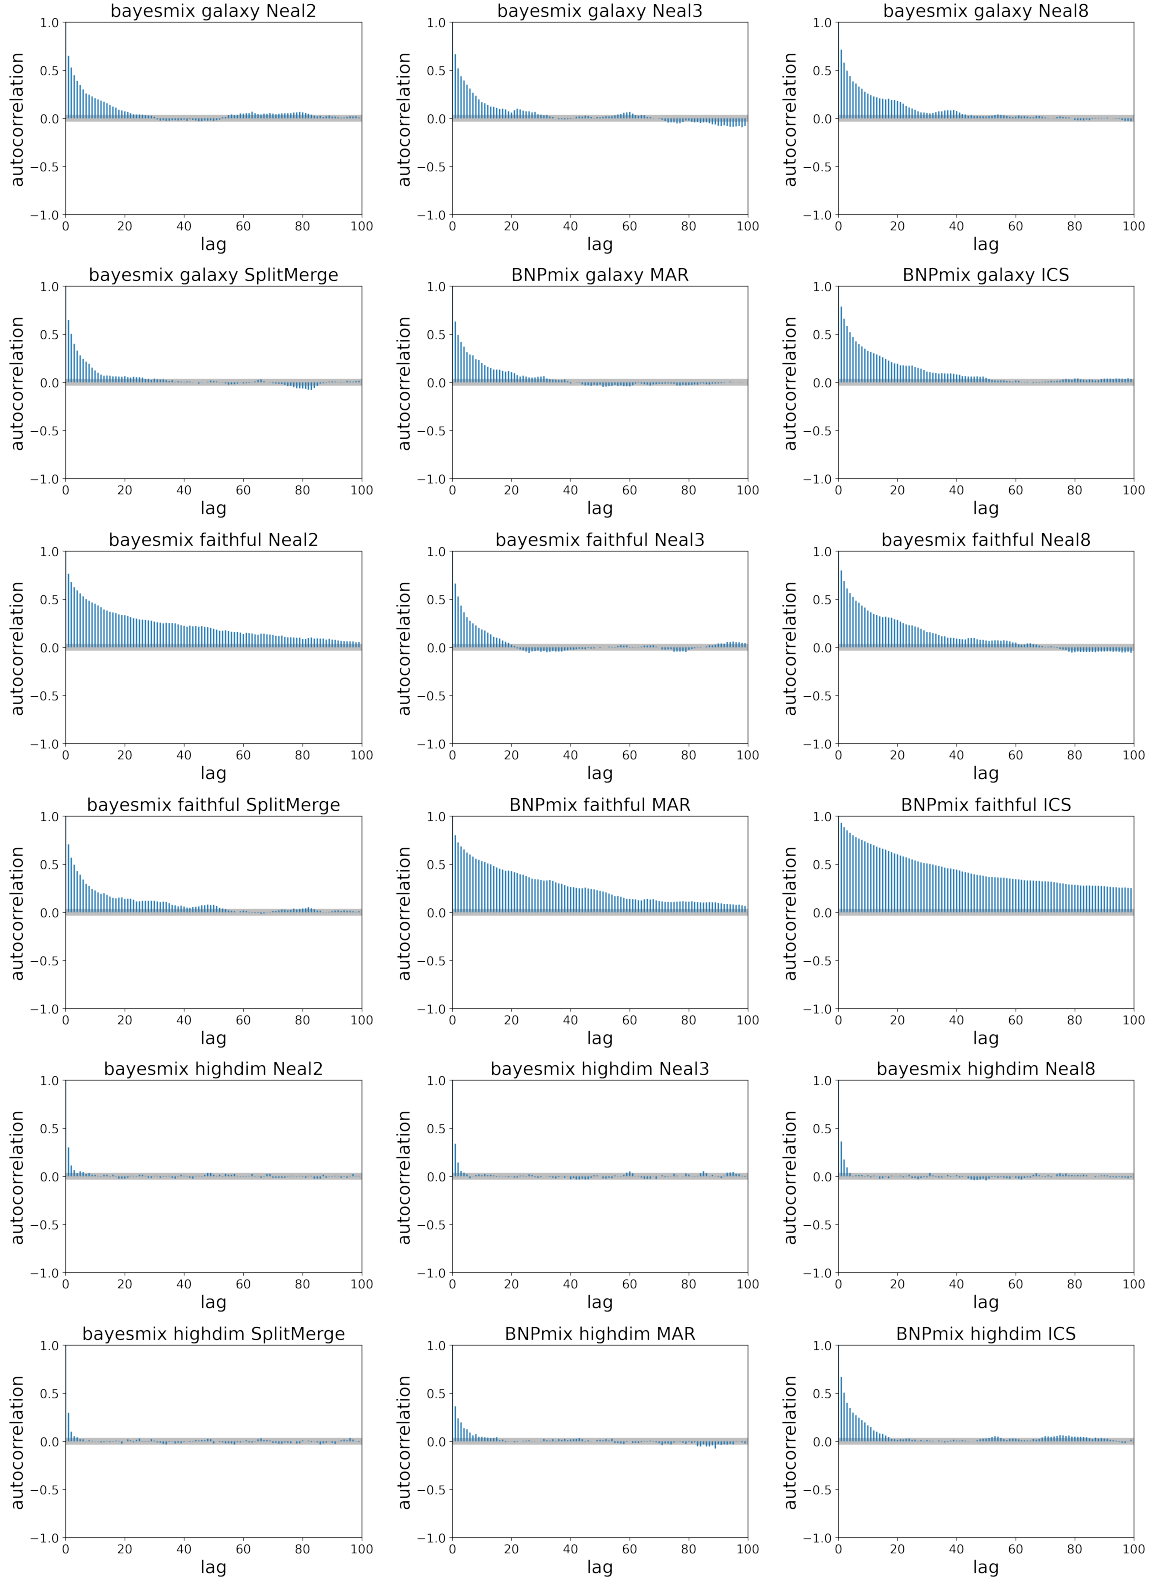 bayesmix galaxy Neal2
bayesmix galaxy Neal3
bayesmix galaxy Neal8
autocorrelation
1.0
0.5
0.0
−0.5
−1.0
0 20 40 60 80 100
lag
autocorrelation
1.0
0.5
0.0
−0.5
−1.0
0 20 40 60 80 100
lag
autocorrelation
1.0
0.5
0.0
−0.5
−1.0
0 20 40 60 80 100
lag
bayesmix galaxy SplitMerge
BNPmix galaxy MAR
BNPmix galaxy ICS
autocorrelation
1.0
0.5
0.0
−0.5
−1.0
0 20 40 60 80 100
lag
autocorrelation
1.0
0.5
0.0
−0.5
−1.0
0 20 40 60 80 100
lag
autocorrelation
1.0
0.5
0.0
−0.5
−1.0
0 20 40 60 80 100
lag
bayesmix faithful Neal2
bayesmix faithful Neal3
bayesmix faithful Neal8
autocorrelation
1.0
0.5
0.0
−0.5
−1.0
0 20 40 60 80 100
lag
autocorrelation
1.0
0.5
0.0
−0.5
−1.0
0 20 40 60 80 100
lag
autocorrelation
1.0
0.5
0.0
−0.5
−1.0
0 20 40 60 80 100
lag
bayesmix faithful SplitMerge
BNPmix faithful MAR
BNPmix faithful ICS
autocorrelation
1.0
0.5
0.0
−0.5
−1.0
0 20 40 60 80 100
lag
autocorrelation
1.0
0.5
0.0
−0.5
−1.0
0 20 40 60 80 100
lag
autocorrelation
1.0
0.5
0.0
−0.5
−1.0
0 20 40 60 80 100
lag
bayesmix highdim Neal2
bayesmix highdim Neal3
bayesmix highdim Neal8
autocorrelation
1.0
0.5
0.0
−0.5
−1.0
0 20 40 60 80 100
lag
autocorrelation
1.0
0.5
0.0
−0.5
−1.0
0 20 40 60 80 100
lag
autocorrelation
1.0
0.5
0.0
−0.5
−1.0
0 20 40 60 80 100
lag
bayesmix highdim SplitMerge
BNPmix highdim MAR
BNPmix highdim ICS
autocorrelation
1.0
0.5
0.0
−0.5
−1.0
0 20 40 60 80 100
lag
autocorrelation
1.0
0.5
0.0
−0.5
−1.0
0 20 40 60 80 100
lag
autocorrelation
1.0
0.5
0.0
−0.5
−1.0
0 20 40 60 80 100
lag